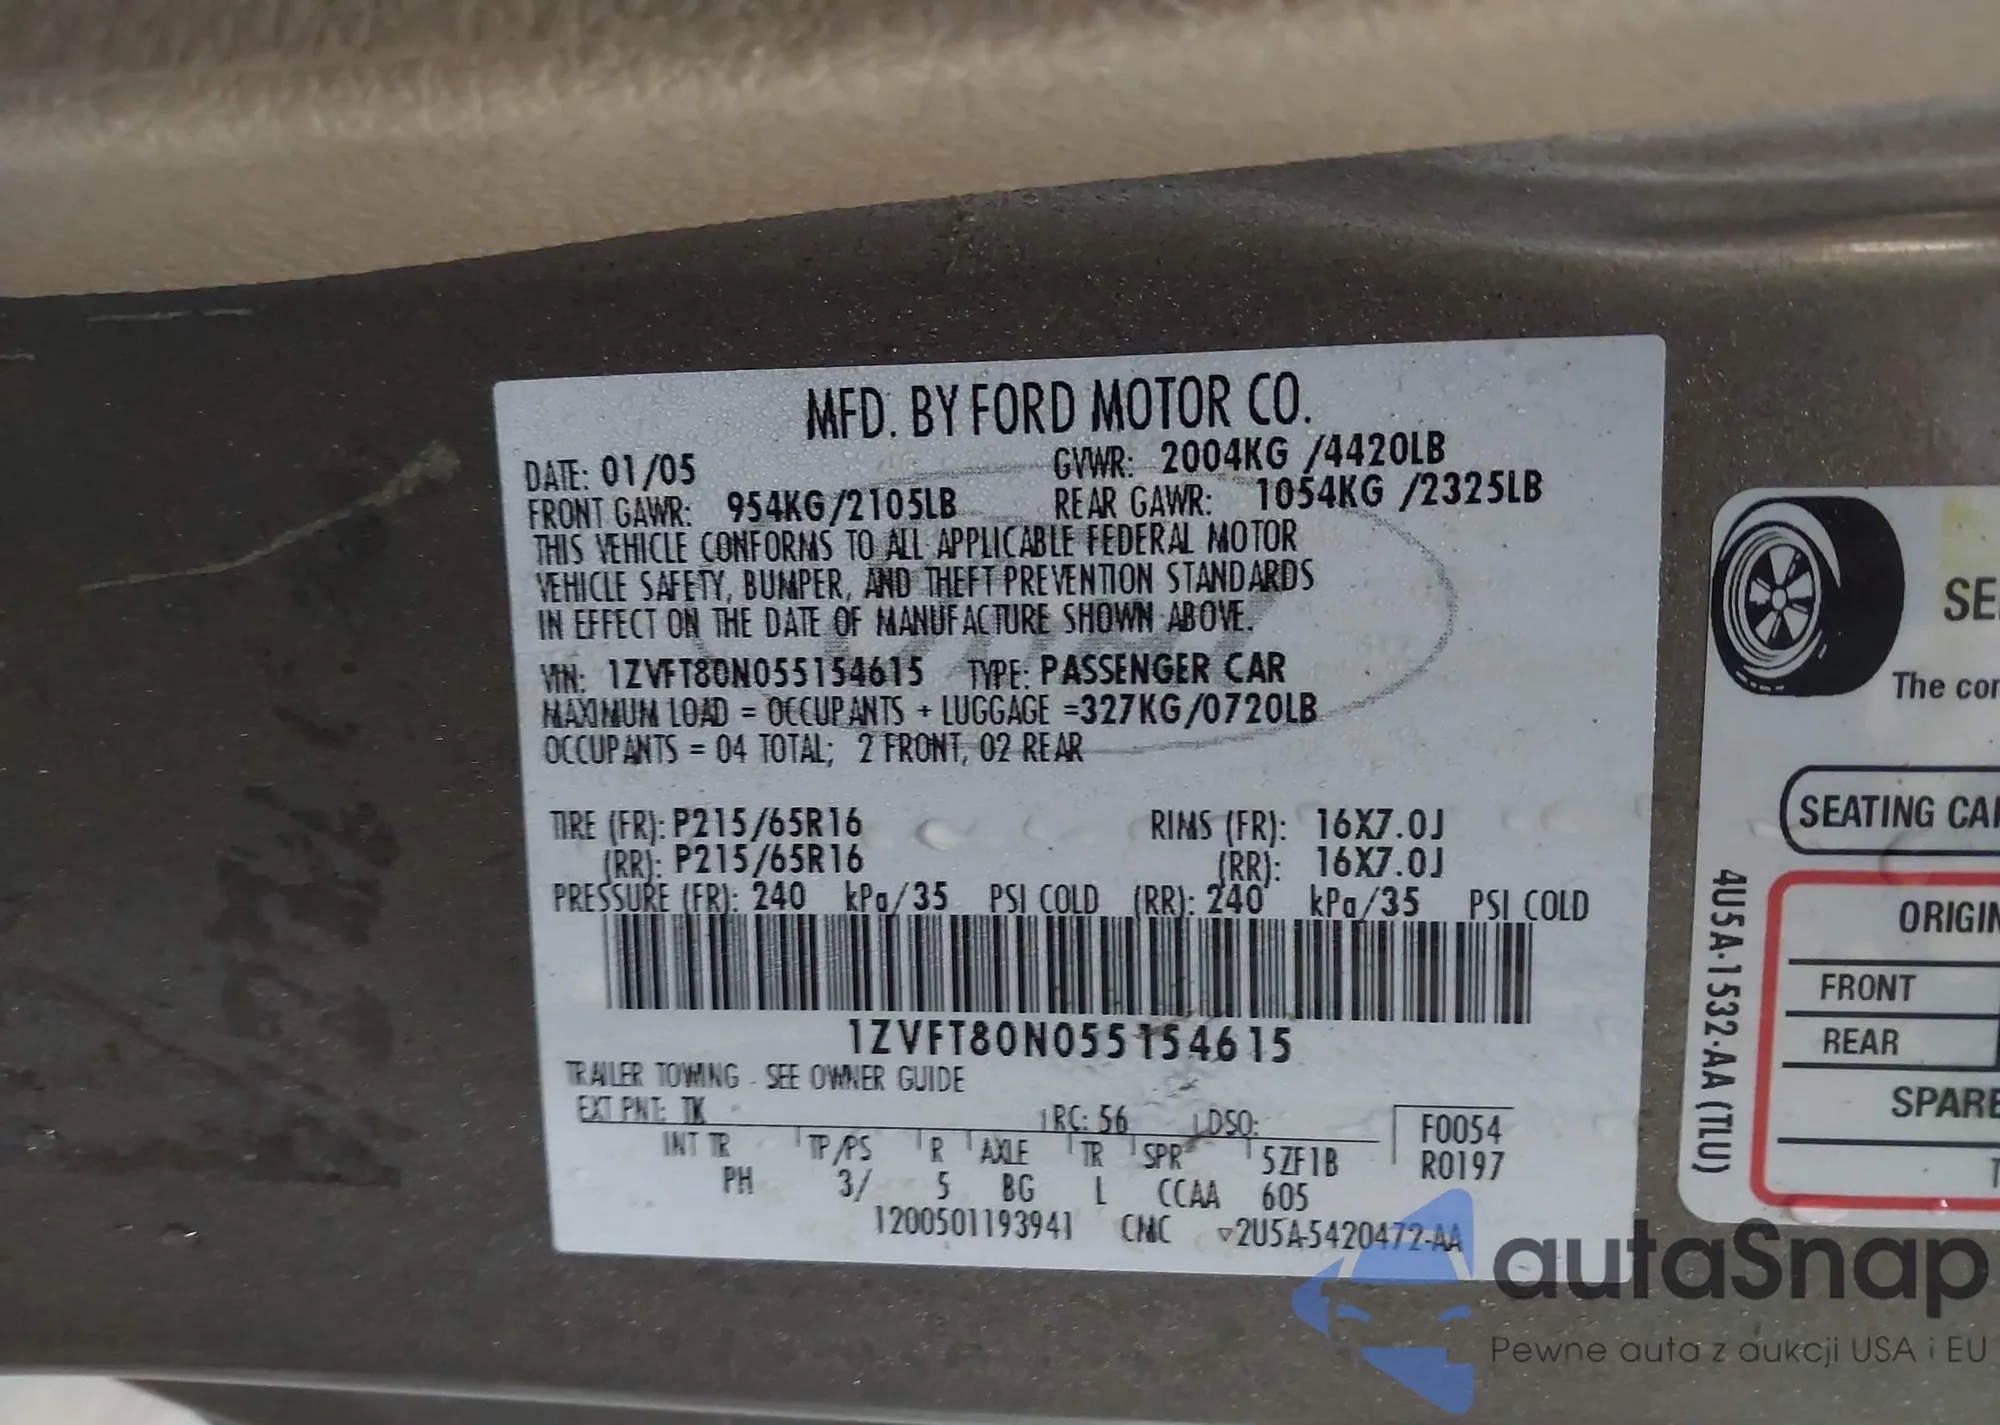 MFD. BY FORD MOTOR CO.
DATE: 01/05 GVWR: 2004KG /4420LB
FRONT GAWR: 954KG/2105LB REAR GAWR: 1054KG /2325LB
THIS VEHICLE CONFORMS TO ALL APPLICABLE FEDERAL MOTOR
VEHICLE SAFETY, BUMPER, AND THEFT PREVENTION STANDARDS
IN EFFECT ON THE DATE OF MANUFACTURE SHOWN ABOVE.
VIN: 1ZVFT80N055154615 TYPE: PASSENGER CAR
MAXIMUM LOAD = OCCUPANTS + LUGGAGE =327KG/0720LB
OCCUPANTS = 04 TOTAL; 2 FRONT, 02 REAR
TIRE (FR): P215/65R16 RIMS (FR): 16X7.0J
(RR): P215/65R16 (RR): 16X7.0J
PRESSURE (FR): 240 kPa/35 PSI COLD (RR): 240 kPa/35 PSI COLD
1ZVFT80N055154615
TRAILER TOWING - SEE OWNER GUIDE
EXT PNT: TK RC: 56 DSO: F0054
INT TR TP/PS R AXLE TR SPR 5ZF1B R0197
PH 3/ 5 BG L CCAA 605
1200501193941 CMC ▽2U5A-5420472-AA
SE
The con
SEATING CA
4U5A-1532-AA (TLU)
ORIGIN
FRONT
REAR
SPARE
T
autaSnap
Pewne auta z aukcji USA i EU